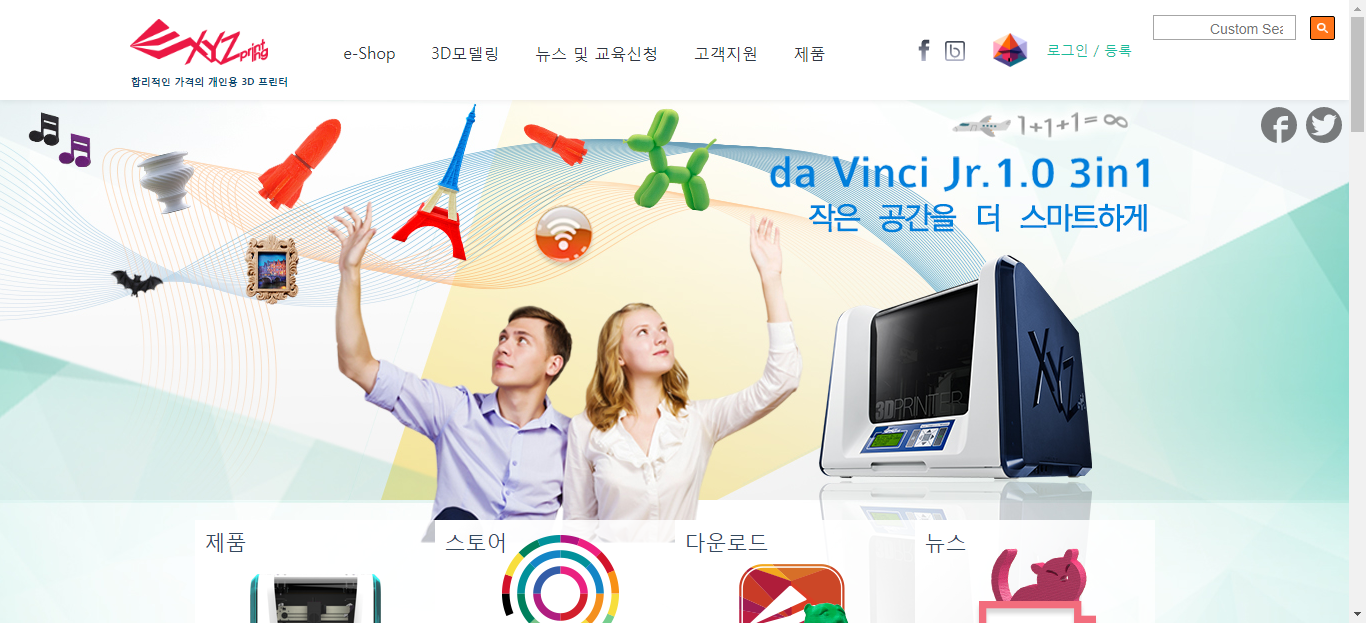 XYZprint
합리적인 가격의 개인용 3D 프린터
e-Shop
3D모델링
뉴스 및 교육신청
고객지원
제품
로그인 / 등록
Custom Sea
1+1+1=∞
da Vinci Jr.1.0 3in1
작은 공간을 더 스마트하게
XYZ
3DPRINTER
제품
스토어
다운로드
뉴스